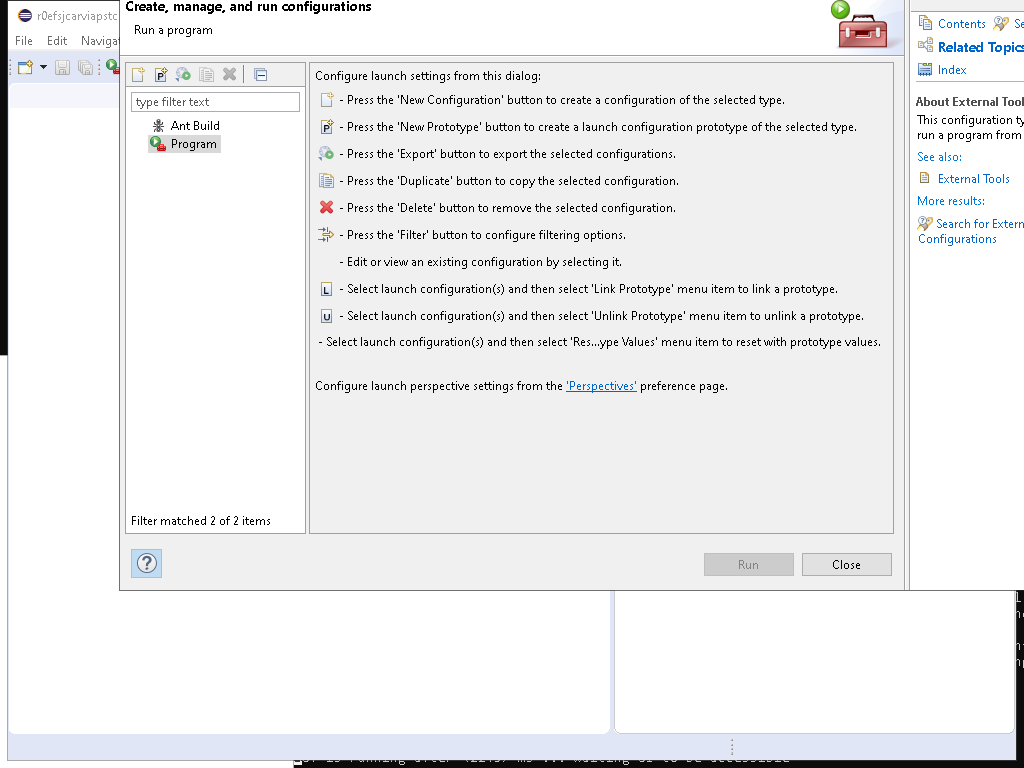 Create, manage, and run configurations
Run a program
r0efsjcarviapstc
File Edit Naviga
type filter text
Ant Build
Program
Filter matched 2 of 2 items
Configure launch settings from this dialog:
- Press the 'New Configuration' button to create a configuration of the selected type.
P - Press the 'New Prototype' button to create a launch configuration prototype of the selected type.
- Press the 'Export' button to export the selected configurations.
- Press the 'Duplicate' button to copy the selected configuration.
- Press the 'Delete' button to remove the selected configuration.
- Press the 'Filter' button to configure filtering options.
- Edit or view an existing configuration by selecting it.
L - Select launch configuration(s) and then select 'Link Prototype' menu item to link a prototype.
U - Select launch configuration(s) and then select 'Unlink Prototype' menu item to unlink a prototype.
- Select launch configuration(s) and then select 'Res...ype Values' menu item to reset with prototype values.
Configure launch perspective settings from the 'Perspectives' preference page.
?
Run
Close
Contents Se
Related Topics
Index
About External Tool
This configuration ty
run a program from
See also:
External Tools
More results:
Search for Extern
Configurations